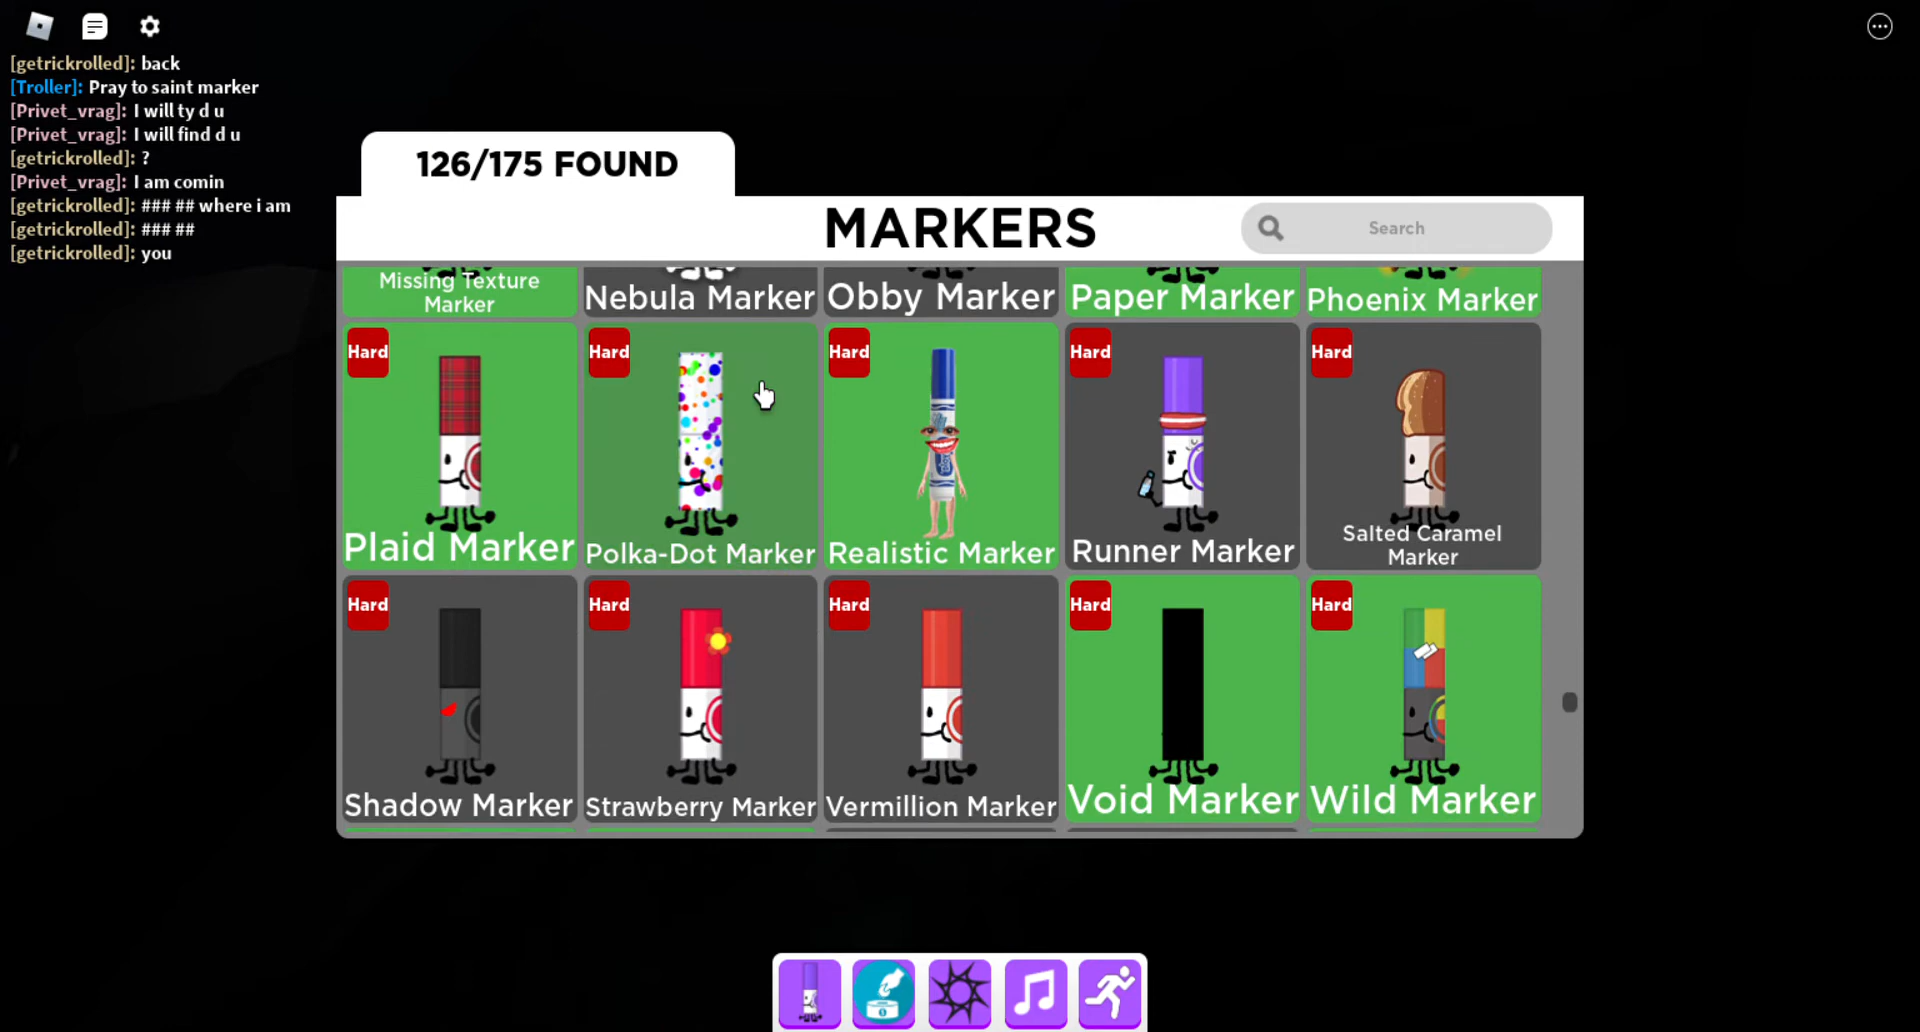 [getrickrolled]: back
[Troller]: Pray to saint marker
[Privet_vrag]: I will ty d u
[Privet_vrag]: I will find d u
[getrickrolled]: ?
[Privet_vrag]: I am comin
[getrickrolled]: ### ## where i am
[getrickrolled]: ### ##
[getrickrolled]: you
126/175 FOUND
MARKERS
Search
Missing Texture
Marker
Nebula Marker
Obby Marker
Paper Marker
Phoenix Marker
Hard
Plaid Marker
Hard
Polka-Dot Marker
Hard
Realistic Marker
Hard
Runner Marker
Hard
Salted Caramel
Marker
Hard
Shadow Marker
Hard
Strawberry Marker
Hard
Vermillion Marker
Hard
Void Marker
Hard
Wild Marker